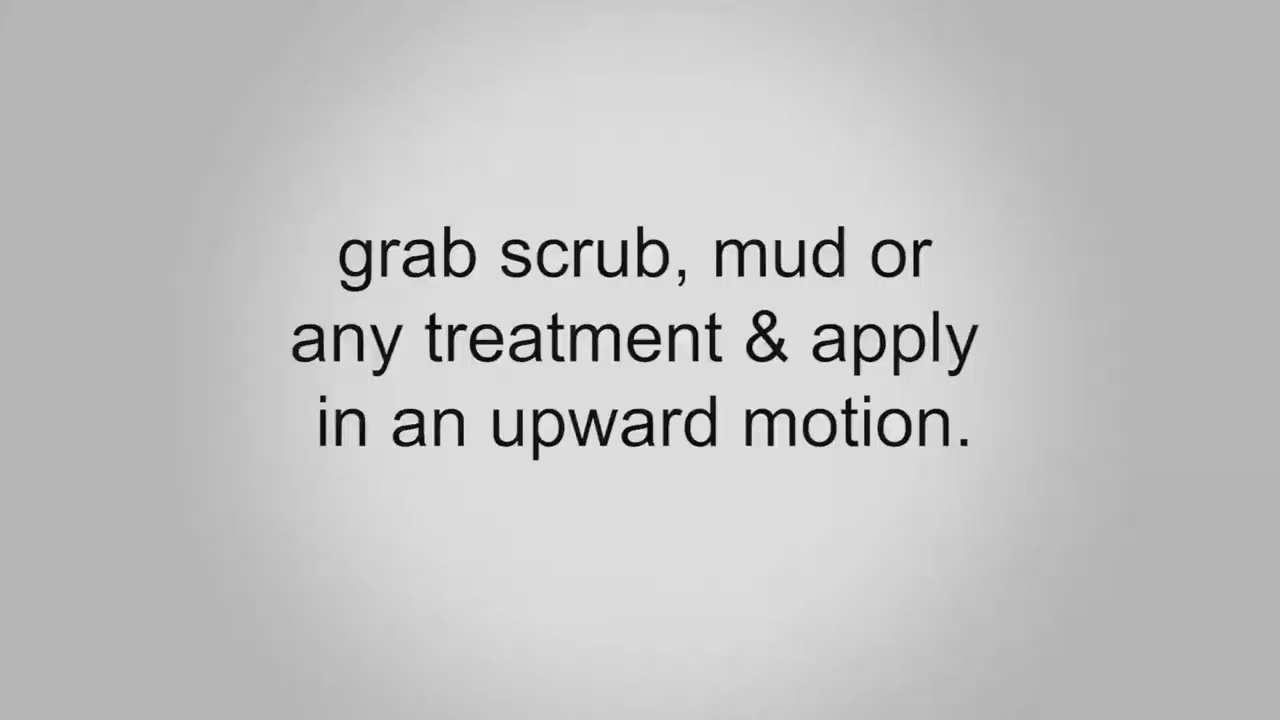 grab scrub, mud or
any treatment & apply
in an upward motion.